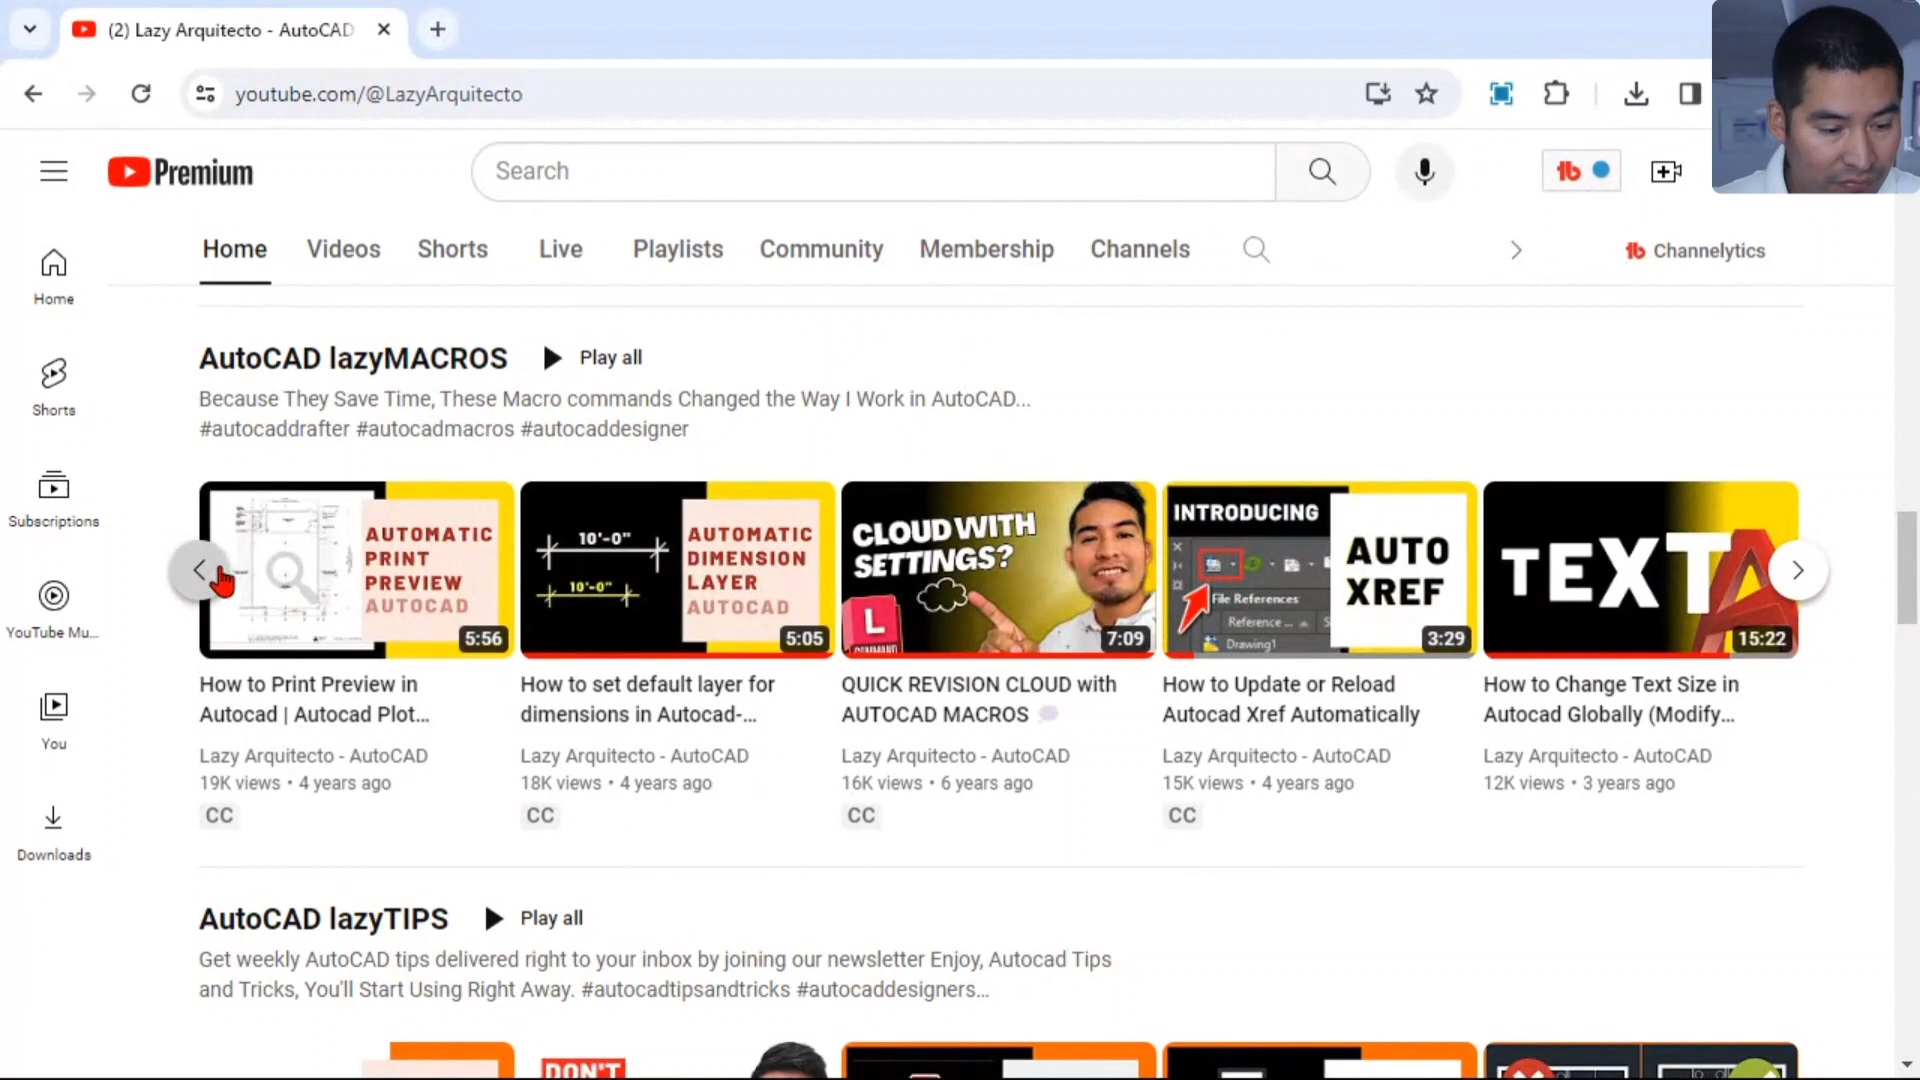 (2) Lazy Arquitecto - AutoCAD
youtube.com/@LazyArquitecto
Premium
Search
Home
Videos
Shorts
Live
Playlists
Community
Membership
Channels
Channelytics
Home
Shorts
Subscriptions
YouTube Mu...
You
Downloads
AutoCAD lazyMACROS
Play all
Because They Save Time, These Macro commands Changed the Way I Work in AutoCAD...
#autocaddrafter #autocadmacros #autocaddesigner
AUTOMATIC
PRINT
PREVIEW
AUTOCAD
5:56
10'-0"
10'-0"
AUTOMATIC
DIMENSION
LAYER
AUTOCAD
5:05
CLOUD WITH
SETTINGS?
L
COMMAND
7:09
INTRODUCING
File References
Reference ...
Drawing1
AUTO
XREF
3:29
TEXT
15:22
How to Print Preview in
Autocad | Autocad Plot...
Lazy Arquitecto - AutoCAD
19K views • 4 years ago
CC
How to set default layer for
dimensions in Autocad-...
Lazy Arquitecto - AutoCAD
18K views • 4 years ago
CC
QUICK REVISION CLOUD with
AUTOCAD MACROS
Lazy Arquitecto - AutoCAD
16K views • 6 years ago
CC
How to Update or Reload
Autocad Xref Automatically
Lazy Arquitecto - AutoCAD
15K views • 4 years ago
CC
How to Change Text Size in
Autocad Globally (Modify...
Lazy Arquitecto - AutoCAD
12K views • 3 years ago
AutoCAD lazyTIPS
Play all
Get weekly AutoCAD tips delivered right to your inbox by joining our newsletter Enjoy, Autocad Tips
and Tricks, You'll Start Using Right Away. #autocadtipsandtricks #autocaddesigners...
DON'T